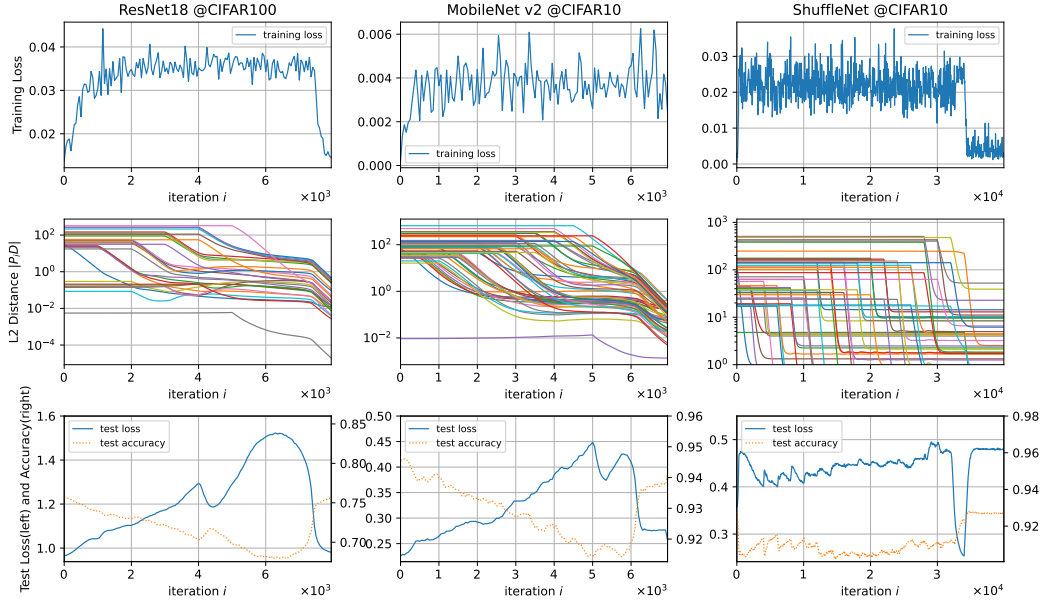 ResNet18 @CIFAR100
MobileNet v2 @CIFAR10
ShuffleNet @CIFAR10
Training Loss
0.04
0.03
0.02
training loss
0 2 4 6
iteration i
×10³
0.006
0.004
0.002
0.000
training loss
0 1 2 3 4 5 6
iteration i
×10³
0.03
0.02
0.01
0.00
training loss
0 1 2 3 4
iteration i
×10⁴
L2 Distance |PᵢD|
10²
10⁰
10⁻²
10⁻⁴
0 2 4 6
iteration i
×10³
10²
10⁰
10⁻²
0 1 2 3 4 5 6
iteration i
×10³
10³
10²
10¹
10⁰
0 1 2 3 4
iteration i
×10⁴
Test Loss(left) and Accuracy(right)
1.6
1.4
1.2
1.0
test loss
test accuracy
0.85
0.80
0.75
0.70
0 2 4 6
iteration i
×10³
0.50
0.45
0.40
0.35
0.30
0.25
test loss
test accuracy
0.96
0.95
0.94
0.93
0.92
0 1 2 3 4 5 6
iteration i
×10³
0.5
0.4
0.3
test loss
test accuracy
0.98
0.96
0.94
0.92
0 1 2 3 4
iteration i
×10⁴